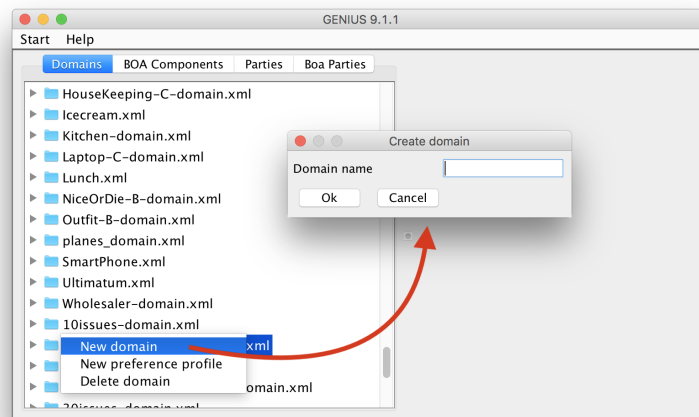 GENIUS 9.1.1
Start Help
Domains BOA Components Parties Boa Parties
HouseKeeping-C-domain.xml
Icecream.xml
Kitchen-domain.xml
Laptop-C-domain.xml
Lunch.xml
NiceOrDie-B-domain.xml
Outfit-B-domain.xml
planes_domain.xml
SmartPhone.xml
Ultimatum.xml
Wholesaler-domain.xml
10issues-domain.xml
xml
omain.xml
20issues-domain.xml
New domain
New preference profile
Delete domain
Create domain
Domain name
Ok Cancel